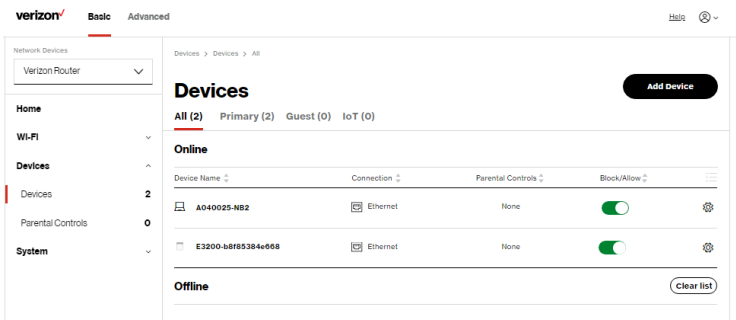 verizon✓ Basic Advanced Help
Network Devices
Verizon Router
Home
Wi-Fi
Devices
Devices 2
Parental Controls 0
System
Devices > Devices > All
Devices
Add Device
All (2) Primary (2) Guest (0) IoT (0)
Online
Device Name Connection Parental Controls Block/Allow
A040025-NB2 Ethernet None
E3200-b8f85384e668 Ethernet None
Offline Clear list